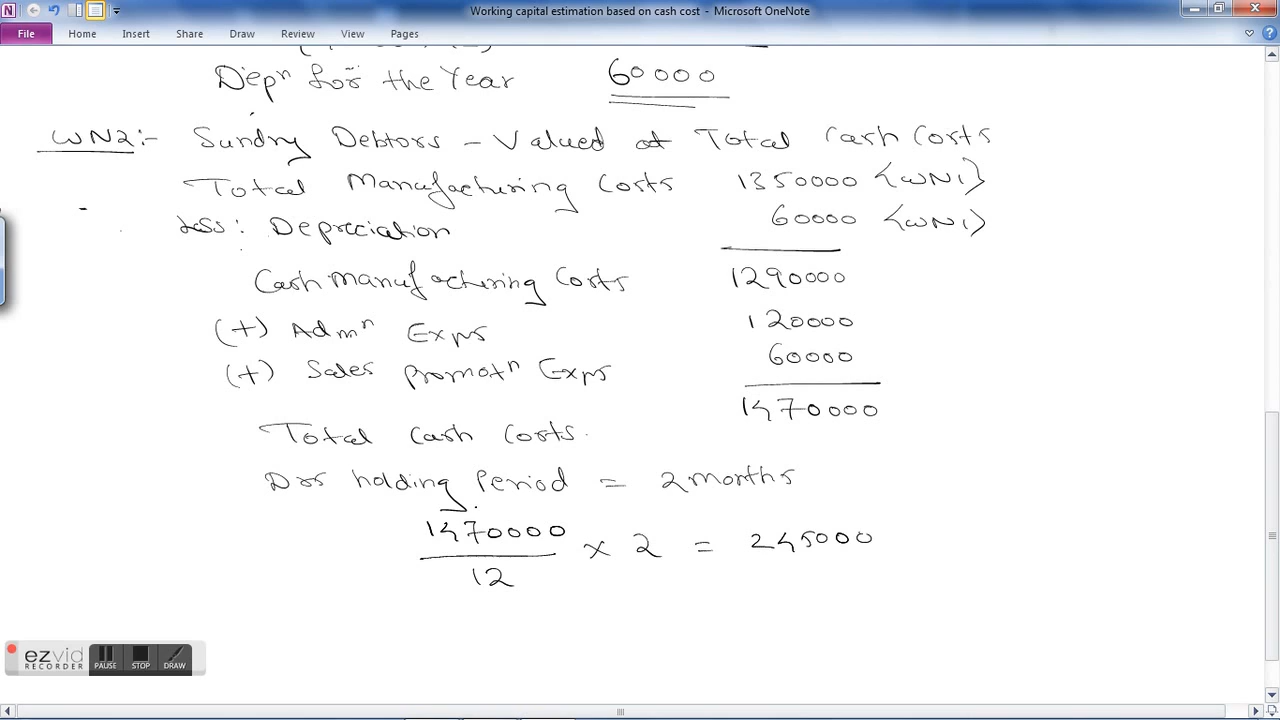 Working capital estimation based on cash cost - Microsoft OneNote
File Home Insert Share Draw Review View Pages
Depn for the Year 60000
WN2:- Sundry Debtors - Valued at Total Cash Costs
Total Manufacturing Costs 1350000 {WN1}
Less: Depreciation 60000 {WN1}
Cash Manufacturing Costs 1290000
(+) Admn Exps 120000
(+) Sales promotn Exps 60000
1470000
Total Cash Costs
Drs holding Period = 2 months
1470000
12
× 2 = 245000
ezvid
RECORDER
PAUSE STOP DRAW